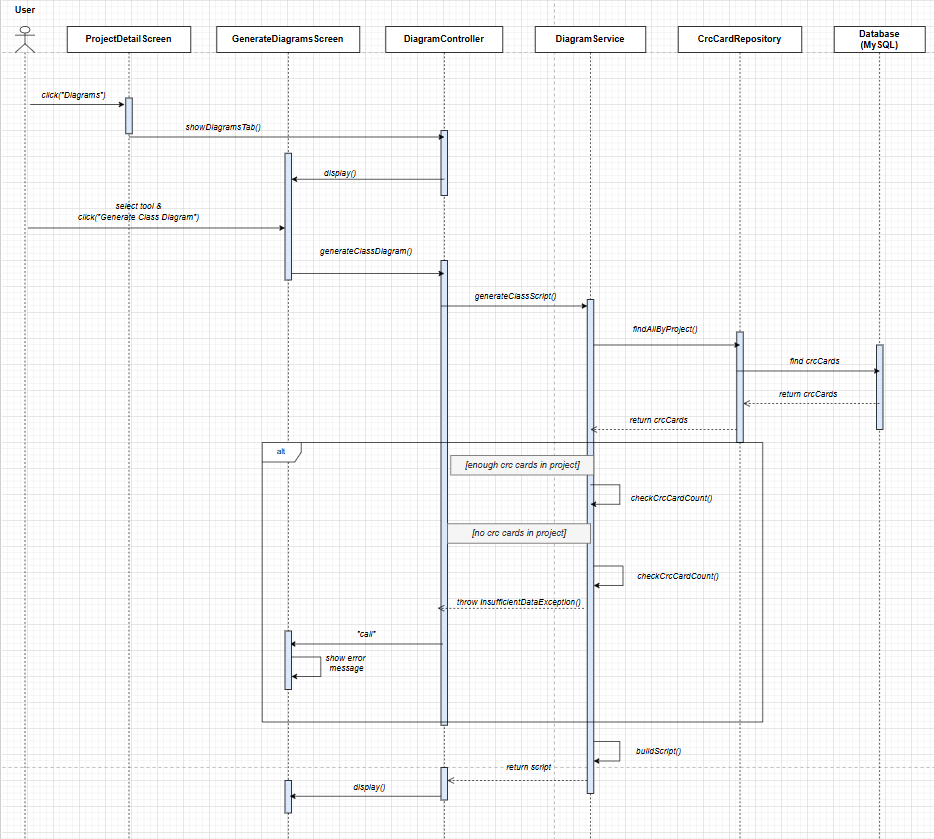 User
ProjectDetailScreen
GenerateDiagramsScreen
DiagramController
DiagramService
CrcCardRepository
Database
(MySQL)
click("Diagrams")
showDiagramsTab()
display()
select tool &
click("Generate Class Diagram")
generateClassDiagram()
generateClassScript()
findAllByProject()
find crcCards
return crcCards
return crcCards
alt
[enough crc cards in project]
checkCrcCardCount()
[no crc cards in project]
checkCrcCardCount()
throw InsufficientDataException()
"call"
show error
message
buildScript()
return script
display()